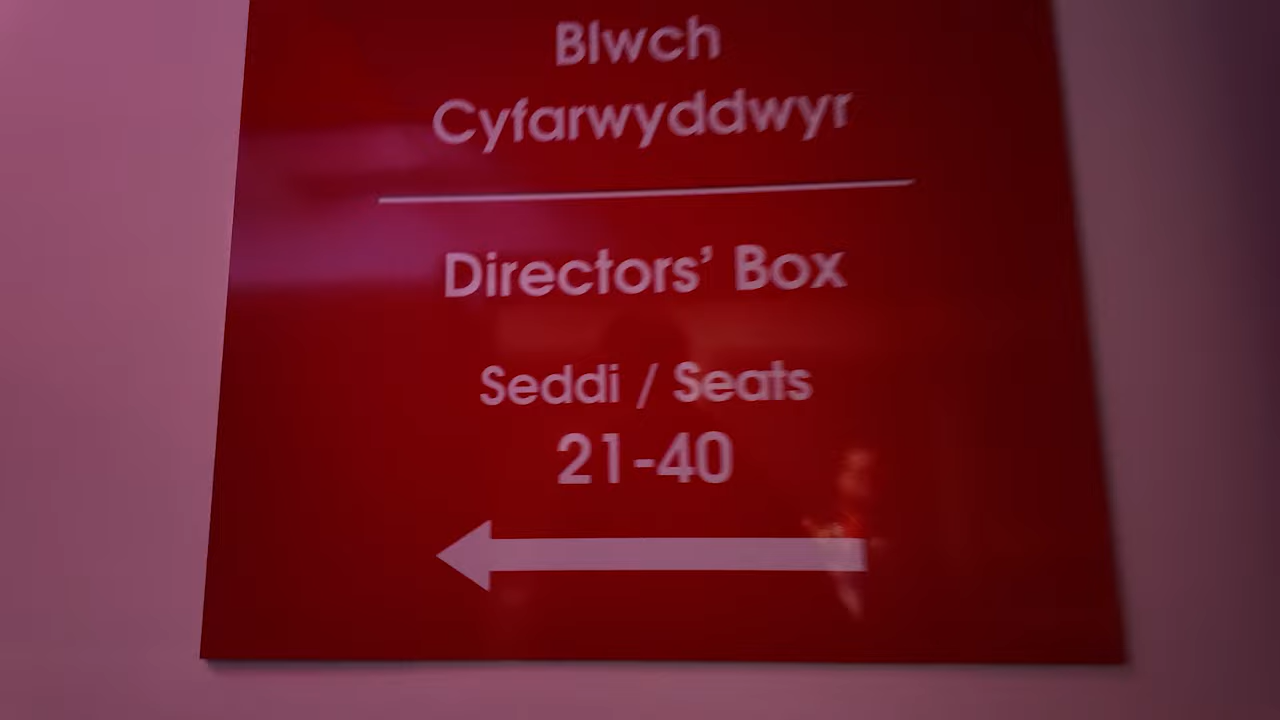 Blwch
Cyfarwyddwyr
Directors’ Box
Seddi / Seats
21-40